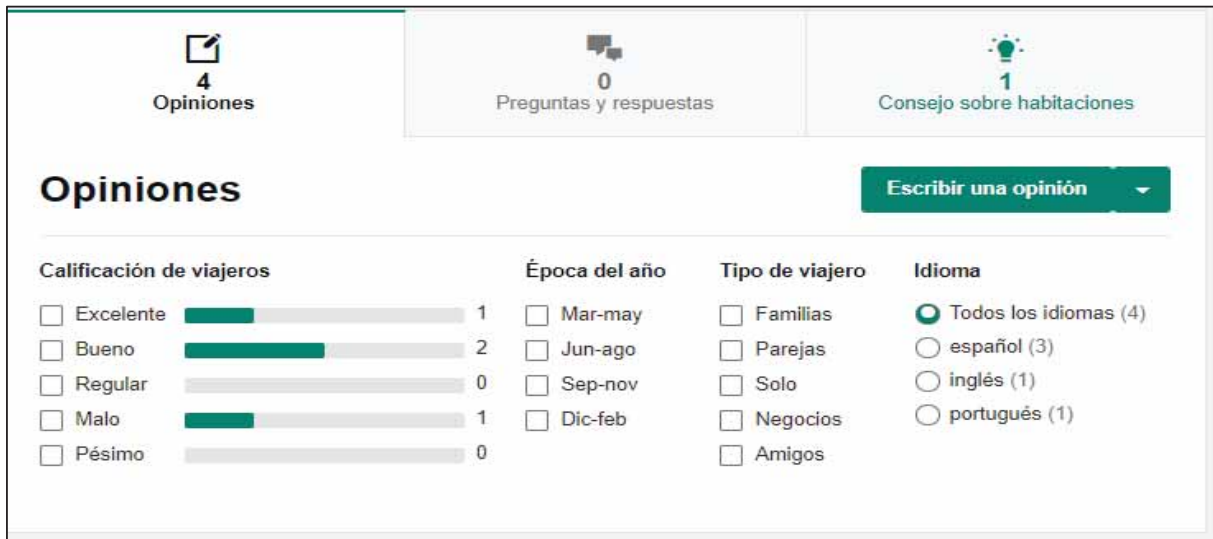 4
Opiniones
0
Preguntas y respuestas
1
Consejo sobre habitaciones
Opiniones
Escribir una opinión
Calificación de viajeros
Excelente 1
Bueno 2
Regular 0
Malo 1
Pésimo 0
Época del año
Mar-may
Jun-ago
Sep-nov
Dic-feb
Tipo de viajero
Familias
Parejas
Solo
Negocios
Amigos
Idioma
Todos los idiomas (4)
español (3)
inglés (1)
portugués (1)